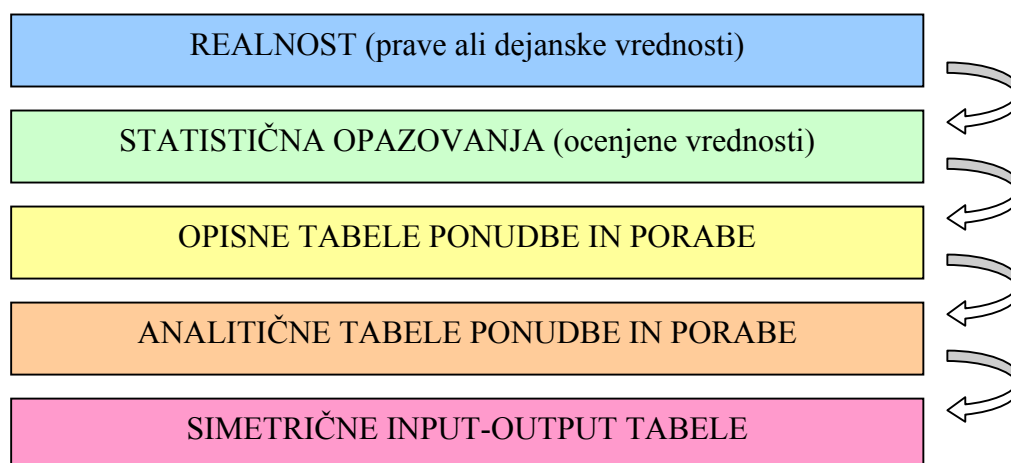 REALNOST (prave ali dejanske vrednosti)
STATISTIČNA OPAZOVANJA (ocenjene vrednosti)
OPISNE TABELE PONUDBE IN PORABE
ANALITIČNE TABELE PONUDBE IN PORABE
SIMETRIČNE INPUT-OUTPUT TABELE